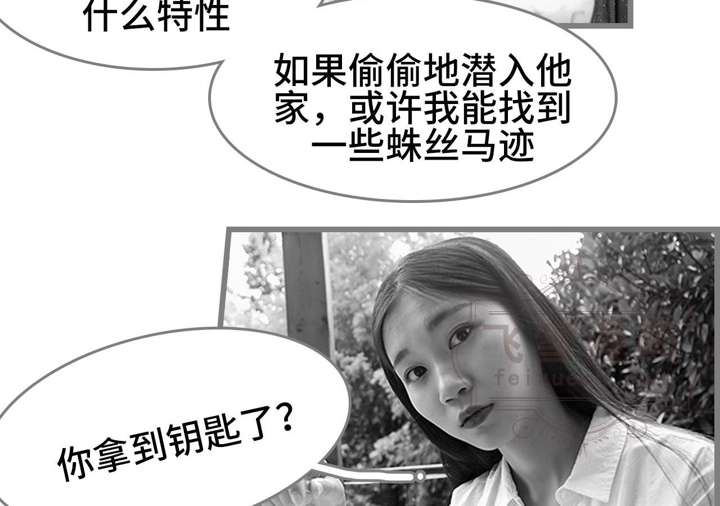 什么特性
如果偷偷地潜入他
家，或许我能找到
一些蛛丝马迹
你拿到钥匙了？